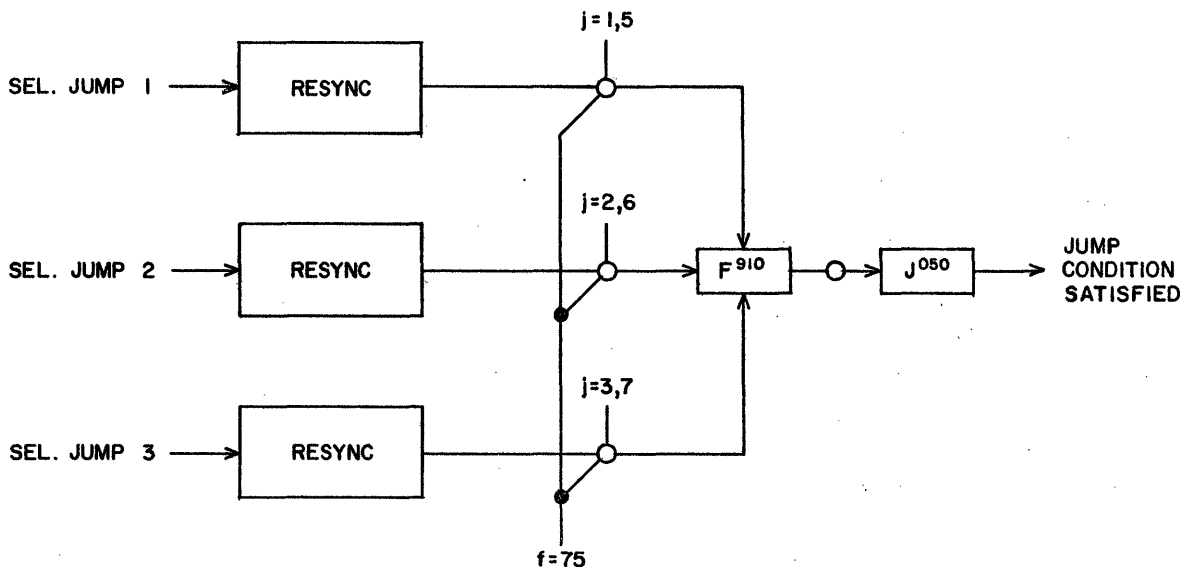 j=1,5
SEL. JUMP 1
RESYNC
j=2,6
SEL. JUMP 2
RESYNC
F⁹¹⁰
J⁰⁵⁰
JUMP
CONDITION
SATISFIED
j=3,7
SEL. JUMP 3
RESYNC
f=75